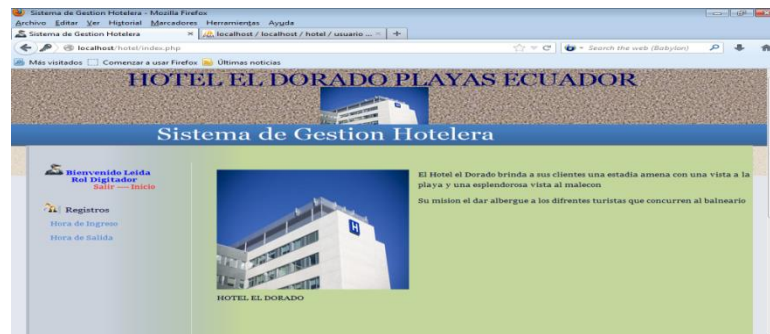 Sistema de Gestion Hotelera - Mozilla Firefox
Archivo Editar Ver Historial Marcadores Herramientas Ayuda
Sistema de Gestion Hotelera × localhost / localhost / hotel / usuario ... × +
localhost/hotel/index.php
Search the web (Babylon)
Más visitados Comenzar a usar Firefox Últimas noticias
HOTEL EL DORADO PLAYAS ECUADOR
Sistema de Gestion Hotelera
Bienvenido Leida
Rol Digitador
Salir ---- Inicio
Registros
Hora de Ingreso
Hora de Salida
H
El Hotel el Dorado brinda a sus clientes una estadia amena con una vista a la
playa y una esplendorosa vista al malecon
Su mision el dar albergue a los difrentes turistas que concurren al balneario
HOTEL EL DORADO